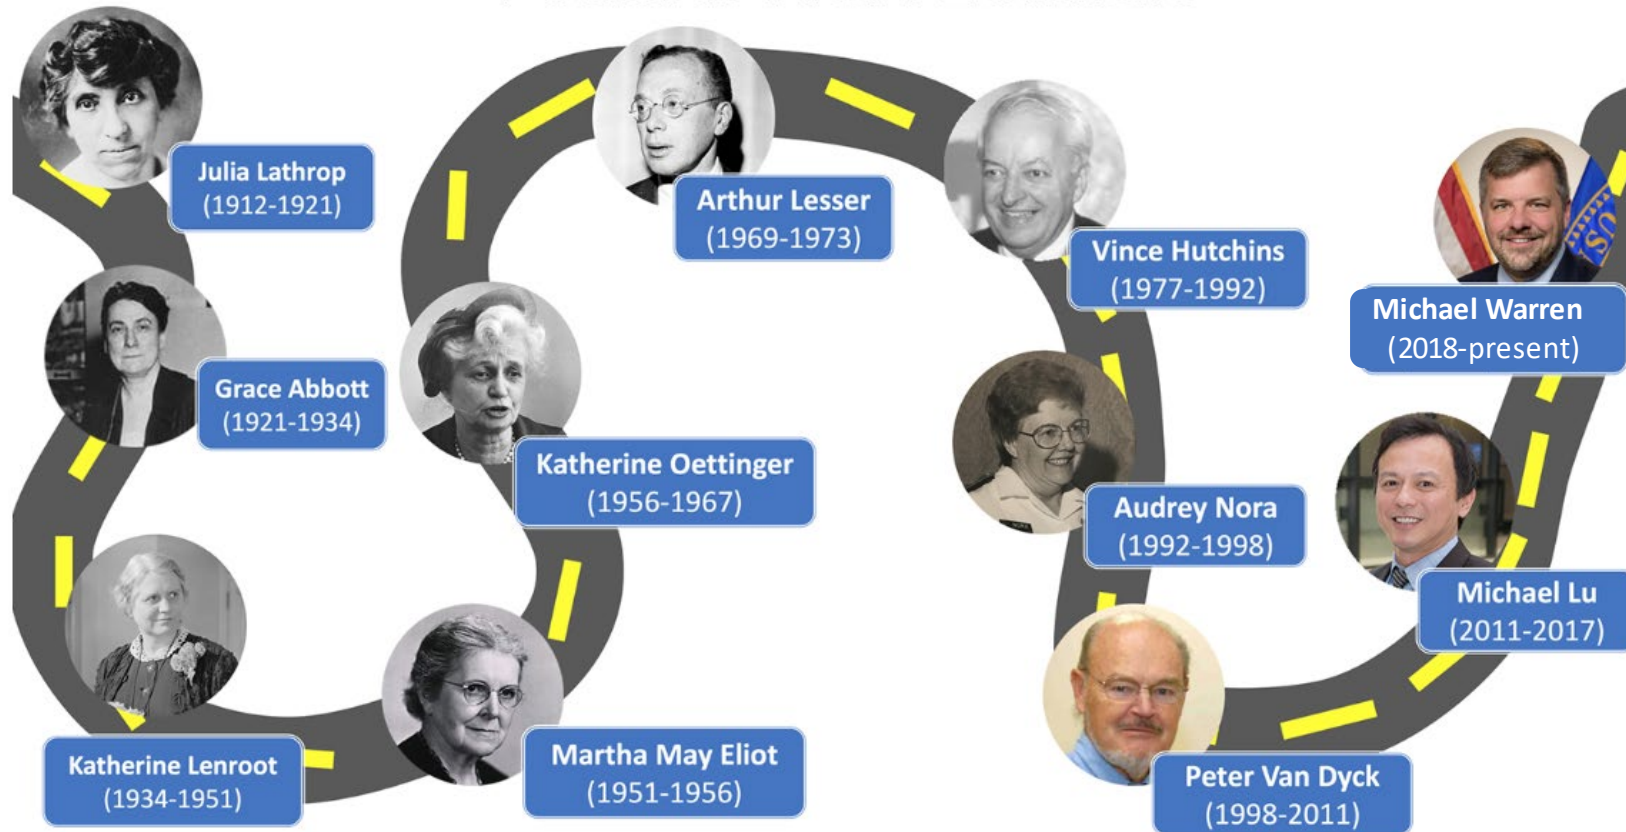 Julia Lathrop
(1912-1921)
Grace Abbott
(1921-1934)
Katherine Lenroot
(1934-1951)
Martha May Eliot
(1951-1956)
Katherine Oettinger
(1956-1967)
Arthur Lesser
(1969-1973)
Vince Hutchins
(1977-1992)
Audrey Nora
(1992-1998)
Peter Van Dyck
(1998-2011)
Michael Lu
(2011-2017)
Michael Warren
(2018-present)